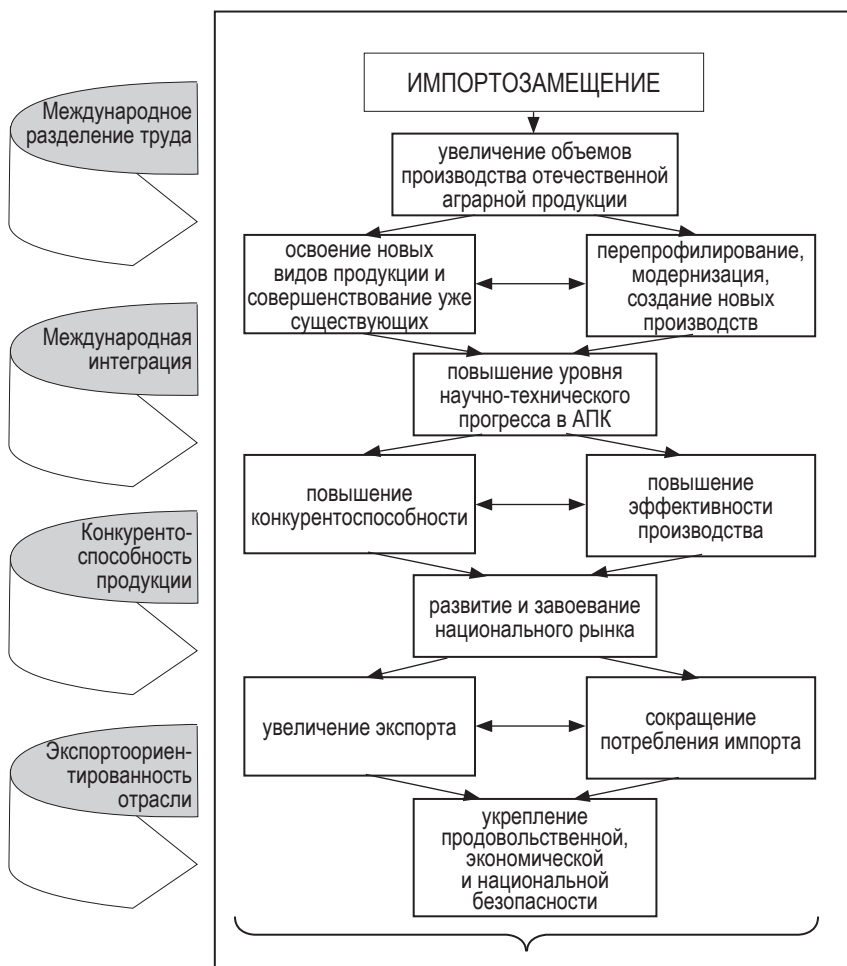 ИМПОРТОЗАМЕЩЕНИЕ
Международное
разделение труда
увеличение объемов
производства отечественной
аграрной продукции
освоение новых
видов продукции и
совершенствование уже
существующих
перепрофилирование,
модернизация,
создание новых
производств
Международная
интеграция
повышение уровня
научно-технического
прогресса в АПК
повышение
конкурентоспособности
повышение
эффективности
производства
Конкуренто-
способность
продукции
развитие и завоевание
национального рынка
увеличение экспорта
сокращение
потребления импорта
Экспортоориен-
тированность
отрасли
укрепление
продовольственной,
экономической
и национальной
безопасности